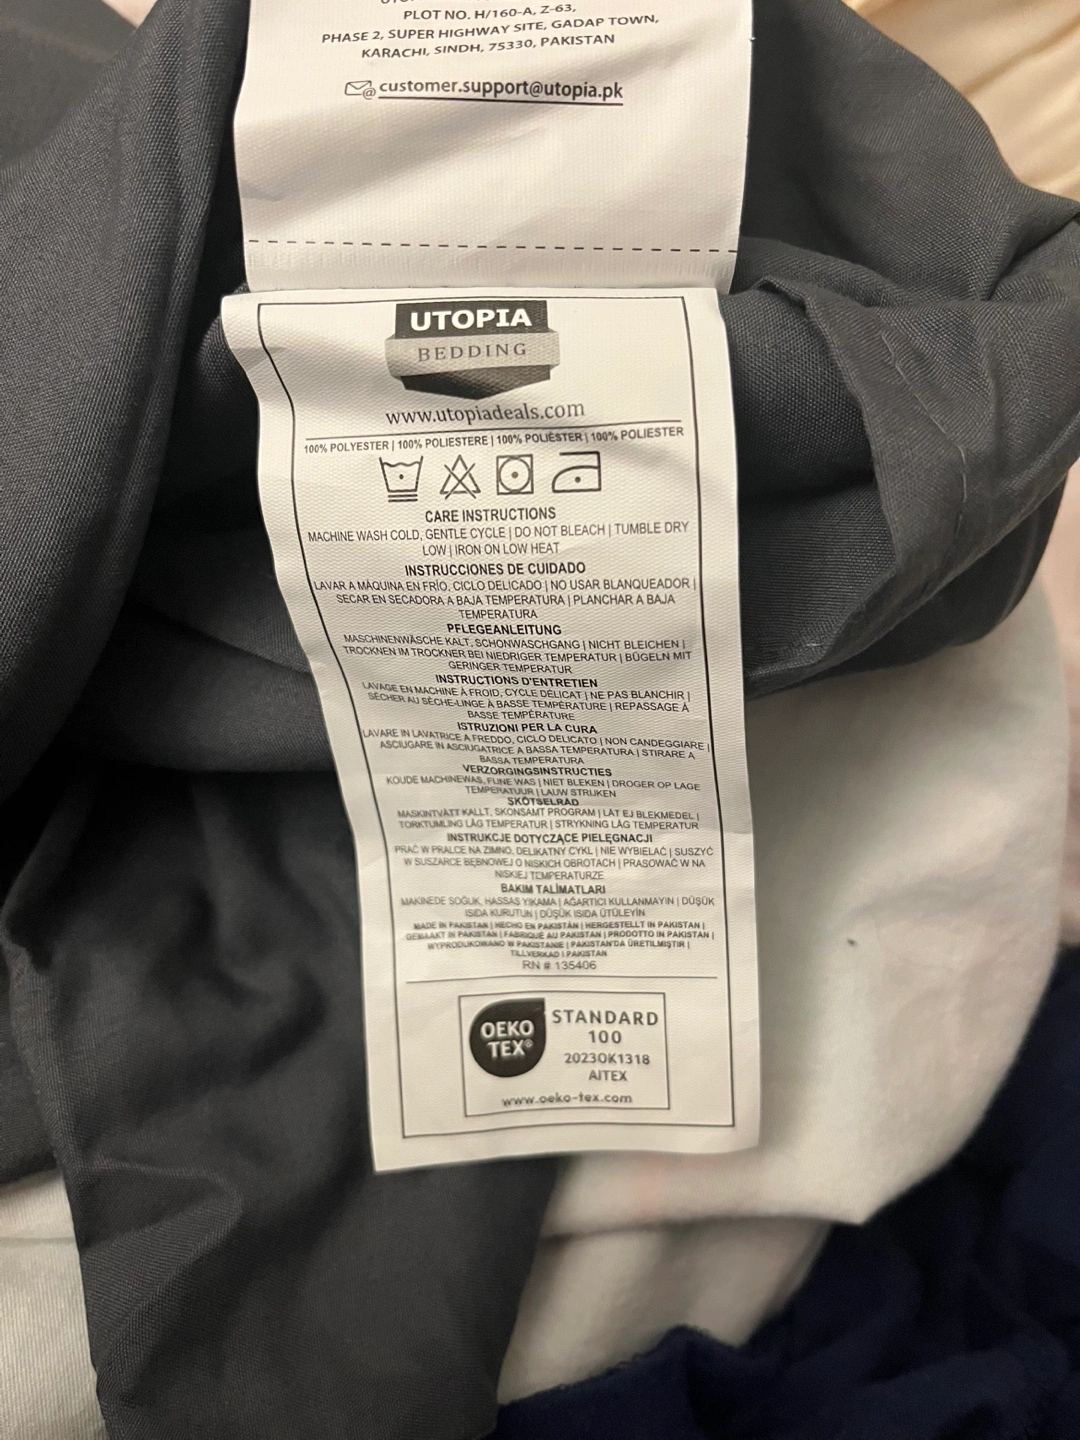 PLOT NO. H/160-A, Z-63,
PHASE 2, SUPER HIGHWAY SITE, GADAP TOWN,
KARACHI, SINDH, 75330, PAKISTAN
customer.support@utopia.pk
UTOPIA
BEDDING
www.utopiadeals.com
100% POLYESTER | 100% POLIESTERE | 100% POLIÉSTER | 100% POLIESTER
CARE INSTRUCTIONS
MACHINE WASH COLD, GENTLE CYCLE | DO NOT BLEACH | TUMBLE DRY
LOW | IRON ON LOW HEAT
INSTRUCCIONES DE CUIDADO
LAVAR A MÁQUINA EN FRÍO, CICLO DELICADO | NO USAR BLANQUEADOR |
SECAR EN SECADORA A BAJA TEMPERATURA | PLANCHAR A BAJA
TEMPERATURA
PFLEGEANLEITUNG
MASCHINENWÄSCHE KALT, SCHONWASCHGANG | NICHT BLEICHEN |
TROCKNEN IM TROCKNER BEI NIEDRIGER TEMPERATUR | BÜGELN MIT
GERINGER TEMPERATUR
INSTRUCTIONS D'ENTRETIEN
LAVAGE EN MACHINE À FROID, CYCLE DÉLICAT | NE PAS BLANCHIR |
SÉCHER AU SÈCHE-LINGE À BASSE TEMPÉRATURE | REPASSAGE À
BASSE TEMPÉRATURE
ISTRUZIONI PER LA CURA
LAVARE IN LAVATRICE A FREDDO, CICLO DELICATO | NON CANDEGGIARE |
ASCIUGARE IN ASCIUGATRICE A BASSA TEMPERATURA | STIRARE A
BASSA TEMPERATURA
VERZORGINGSINSTRUCTIES
KOUDE MACHINEWAS, FIJNE WAS | NIET BLEKEN | DROGER OP LAGE
TEMPERATUUR | LAUW STRIJKEN
SKÖTSELRÅD
MASKINTVÄTT KALLT, SKONSAMT PROGRAM | LÅT EJ BLEKMEDEL |
TORKTUMLING LÅG TEMPERATUR | STRYKNING LÅG TEMPERATUR
INSTRUKCJE DOTYCZĄCE PIELĘGNACJI
PRAĆ W PRALCE NA ZIMNO, DELIKATNY CYKL | NIE WYBIELAĆ | SUSZYĆ
W SUSZARCE BĘBNOWEJ O NISKICH OBROTACH | PRASOWAĆ W NA
NISKIEJ TEMPERATURZE
BAKIM TALİMATLARI
MAKINEDE SOĞUK, HASSAS YIKAMA | AĞARTICI KULLANMAYIN | DÜŞÜK
ISIDA KURUTUN | DÜŞÜK ISIDA ÜTÜLEYİN
MADE IN PAKISTAN | HECHO EN PAKISTÁN | HERGESTELLT IN PAKISTAN |
GEMAAKT IN PAKISTAN | FABRIQUÉ AU PAKISTAN | PRODOTTO IN PAKISTAN |
WYPRODUKOWANO W PAKISTANIE | PAKISTAN'DA ÜRETILMIŞTIR |
TILLVERKAD I PAKISTAN
RN # 135406
OEKO
TEX®
STANDARD
100
2023OK1318
AITEX
www.oeko-tex.com